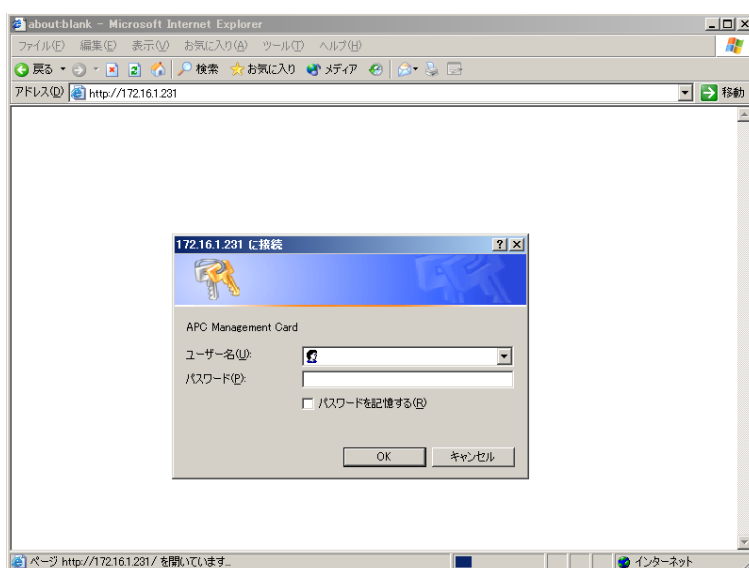 about:blank - Microsoft Internet Explorer
ファイル(F) 編集(E) 表示(V) お気に入り(A) ツール(T) ヘルプ(H)
戻る 検索 お気に入り メディア
アドレス(D) http://172.16.1.231 移動
172.16.1.231 に接続
APC Management Card
ユーザー名(U):
パスワード(P):
パスワードを記憶する(R)
OK キャンセル
ページ http://172.16.1.231/ を開いています... インターネット